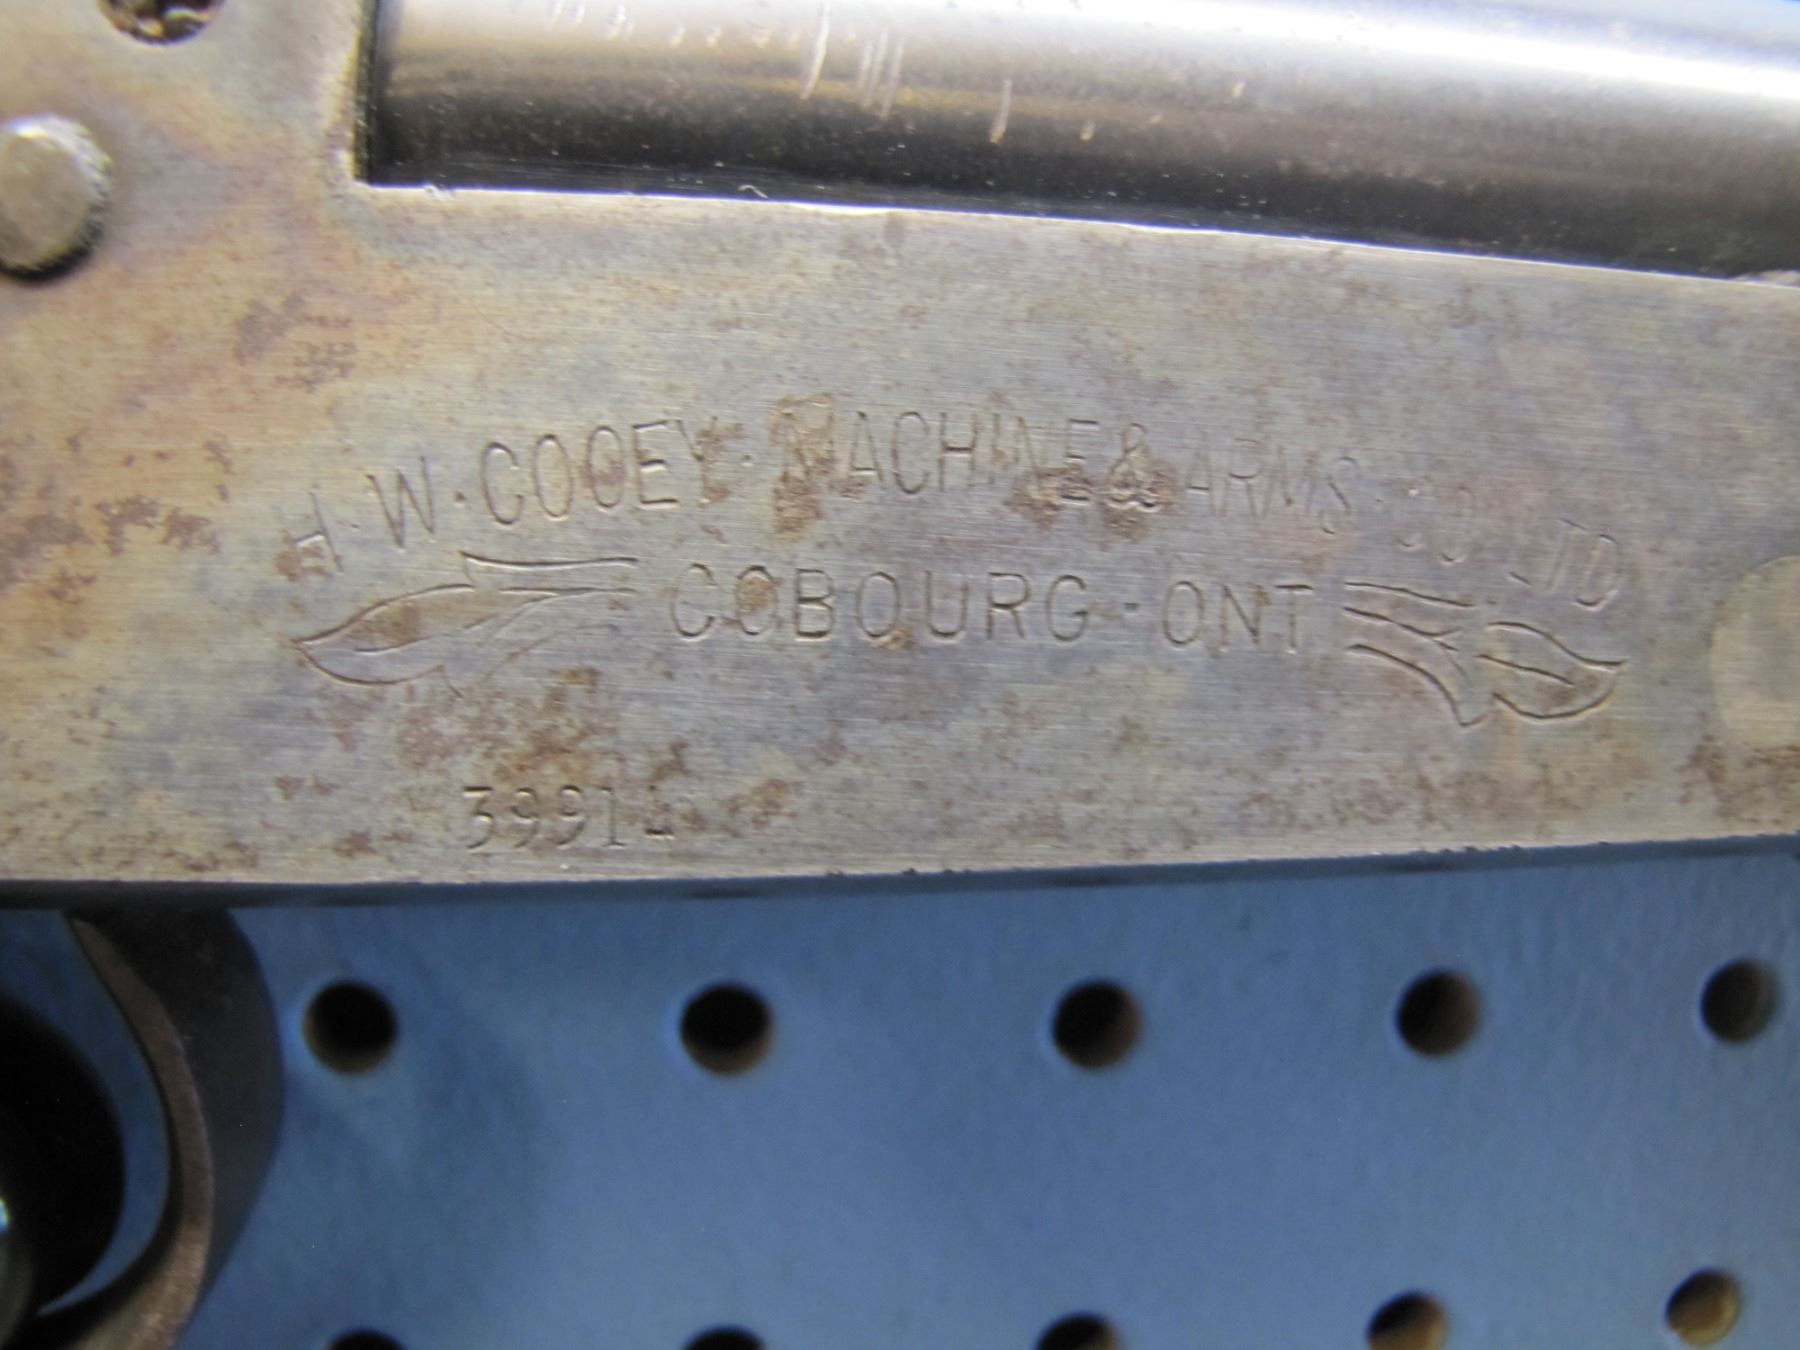 H·W·COOEY·MACHINE & ARMS·CO LTD
COBOURG-ONT
39914